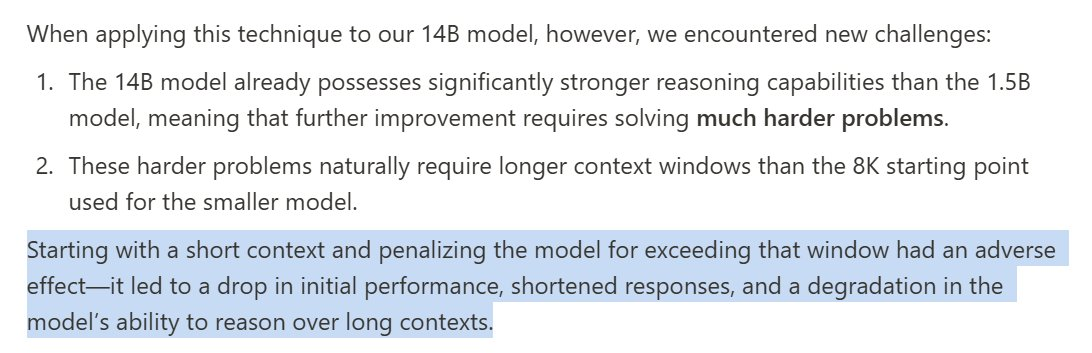 When applying this technique to our 14B model, however, we encountered new challenges:
1. The 14B model already possesses significantly stronger reasoning capabilities than the 1.5B
model, meaning that further improvement requires solving much harder problems.
2. These harder problems naturally require longer context windows than the 8K starting point
used for the smaller model.
Starting with a short context and penalizing the model for exceeding that window had an adverse
effect—it led to a drop in initial performance, shortened responses, and a degradation in the
model’s ability to reason over long contexts.